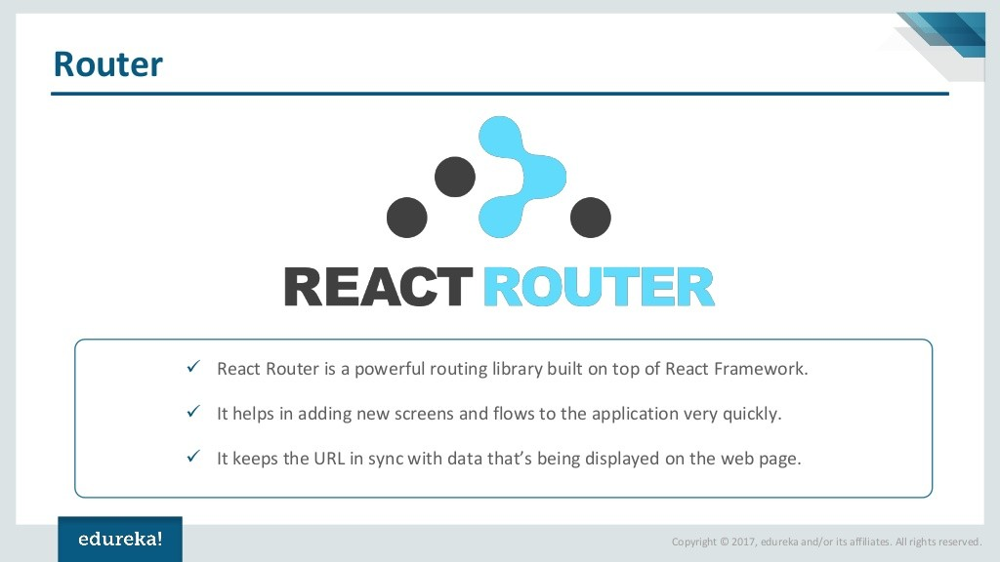 Router
REACT ROUTER
✓ React Router is a powerful routing library built on top of React Framework.
✓ It helps in adding new screens and flows to the application very quickly.
✓ It keeps the URL in sync with data that’s being displayed on the web page.
edureka!
Copyright © 2017, edureka and/or its affiliates. All rights reserved.